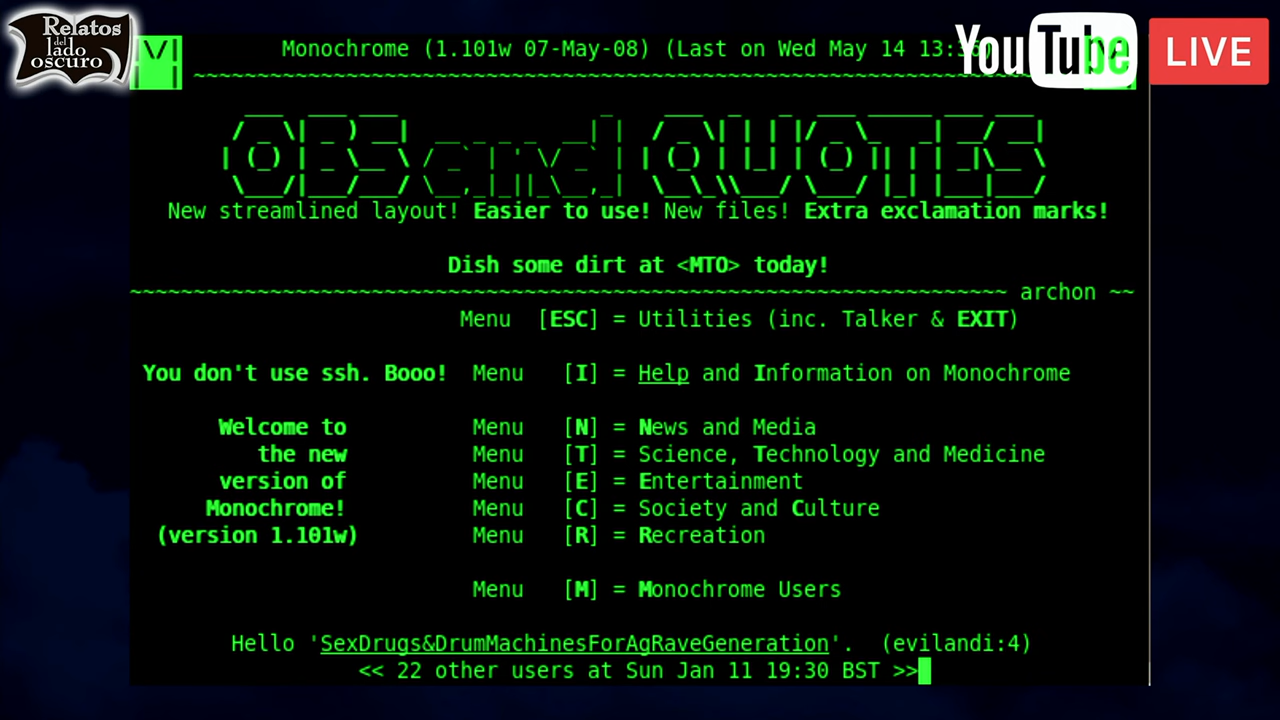 Relatos
del
lado
oscuro
Monochrome (1.101w 07-May-08) (Last on Wed May 14 13:
YouTube LIVE
OBS and QUOTES
New streamlined layout! Easier to use! New files! Extra exclamation marks!
Dish some dirt at <MTO> today!
archon ~~
Menu [ESC] = Utilities (inc. Talker & EXIT)
You don't use ssh. Booo! Menu [I] = Help and Information on Monochrome
Welcome to Menu [N] = News and Media
the new Menu [T] = Science, Technology and Medicine
version of Menu [E] = Entertainment
Monochrome! Menu [C] = Society and Culture
(version 1.101w) Menu [R] = Recreation
Menu [M] = Monochrome Users
Hello 'SexDrugs&DrumMachinesForAgRaveGeneration'. (evilandi:4)
<< 22 other users at Sun Jan 11 19:30 BST >>